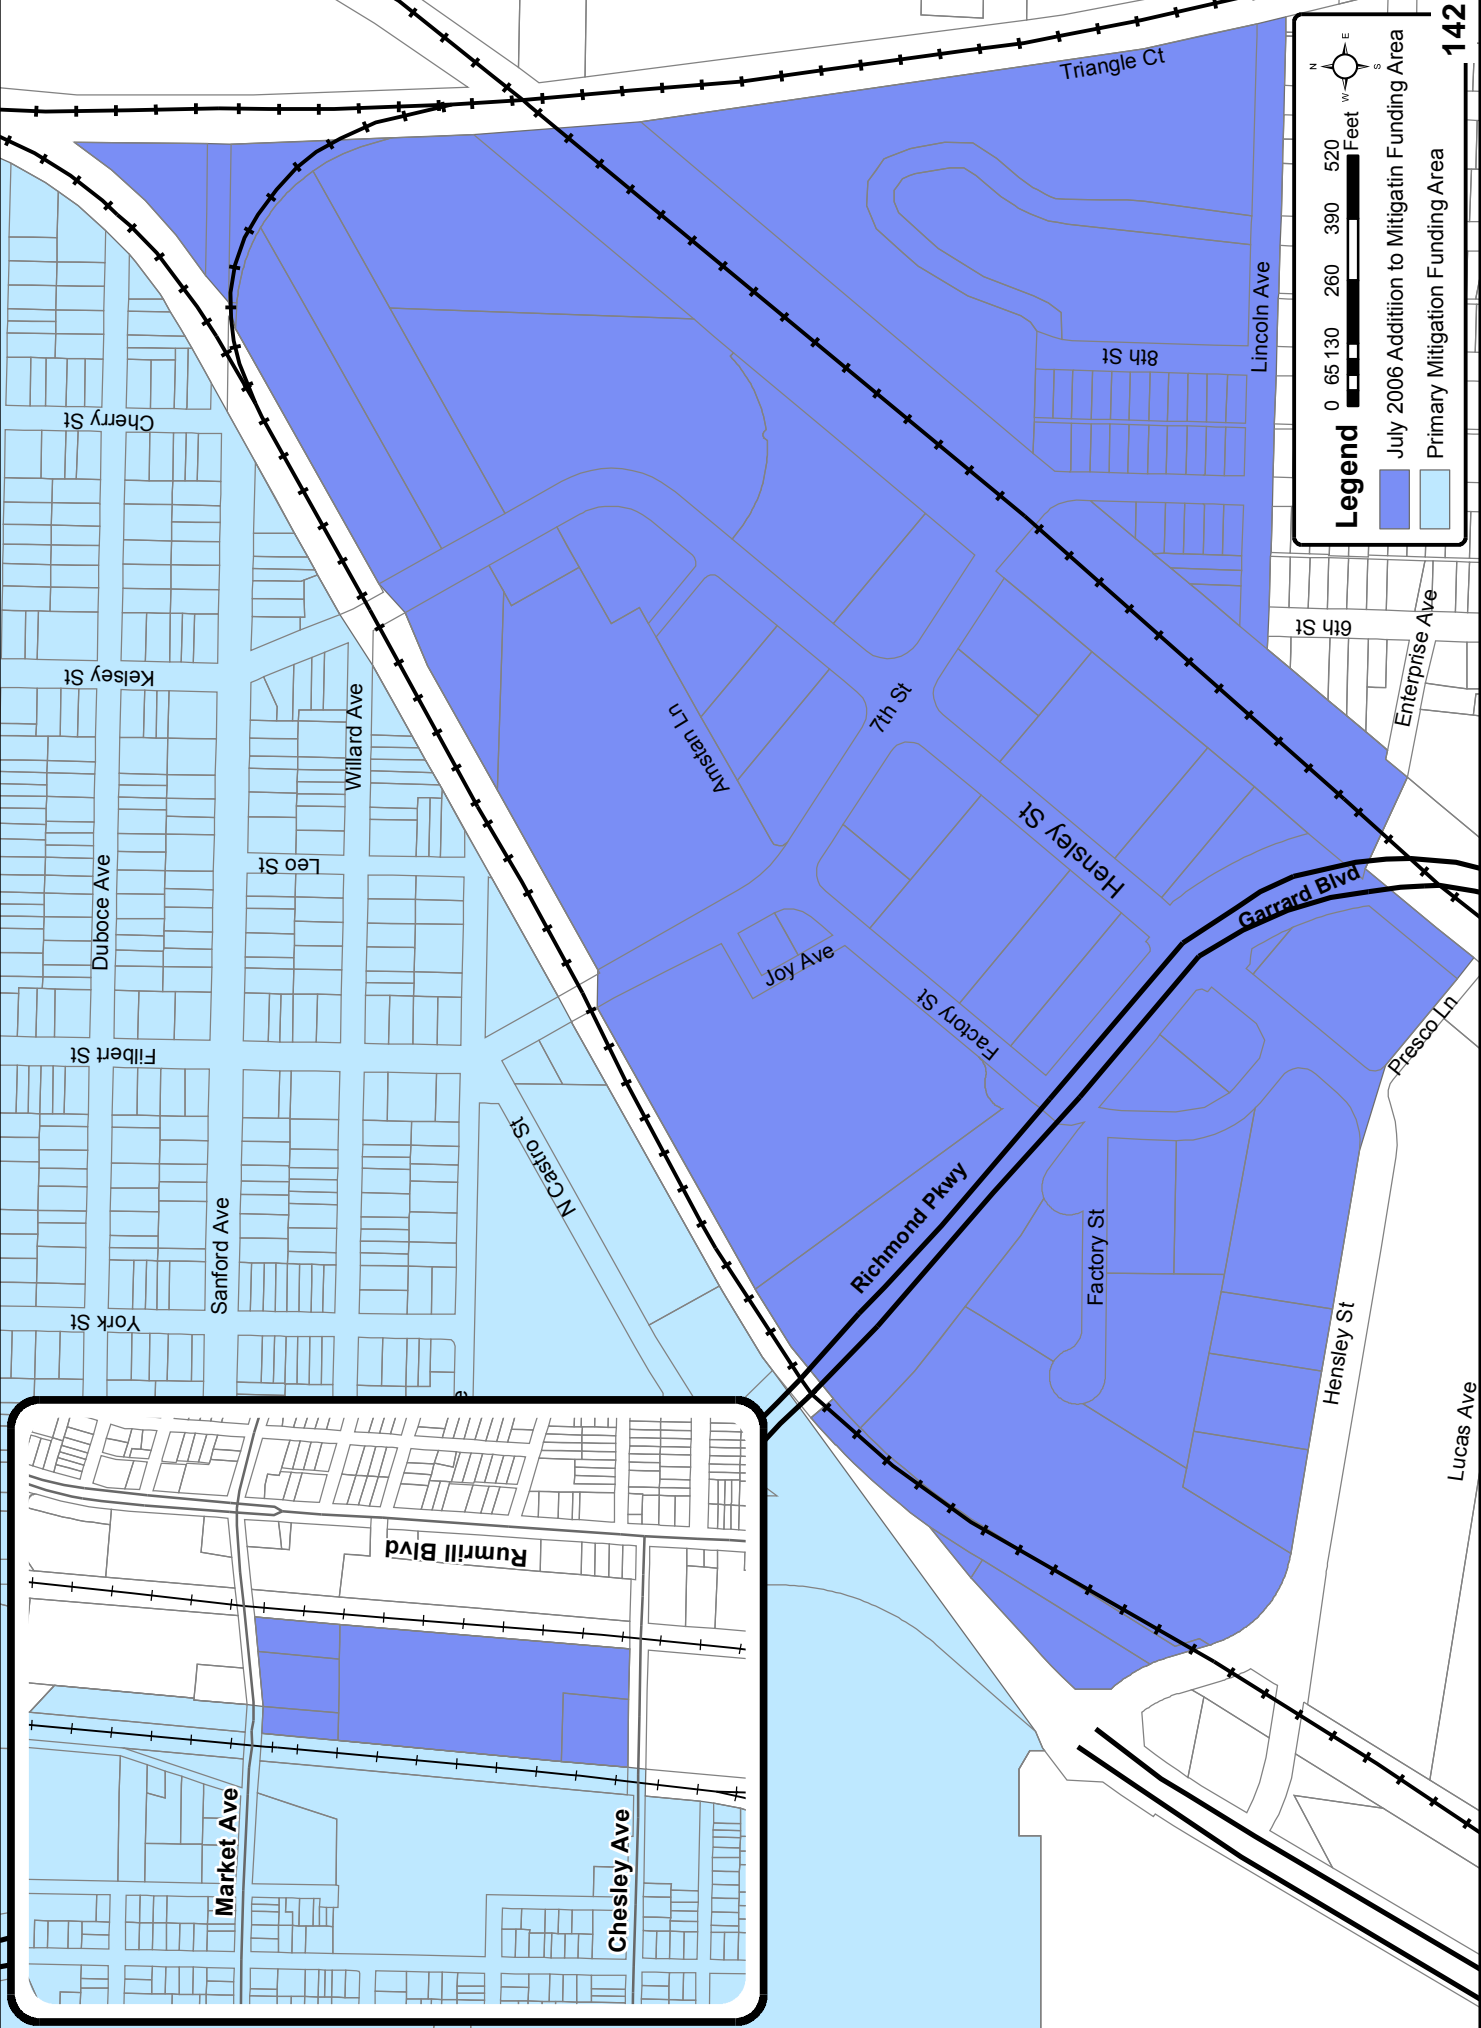 Triangle Ct
142
N
E
S
W
0 65 130 260 390 520
Feet
Legend
July 2006 Addition to Mitigatin Funding Area
Primary Mitigation Funding Area
Lincoln Ave
8th St
6th St
Enterprise Ave
Cherry St
Kelsey St
Willard Ave
Leo St
Duboce Ave
Filbert St
Sanford Ave
York St
N Castro St
Amstan Ln
7th St
Hensley St
Joy Ave
Factory St
Garrard Blvd
Richmond Pkwy
Presco Ln
Factory St
Hensley St
Lucas Ave
Rumrill Blvd
Market Ave
Chesley Ave